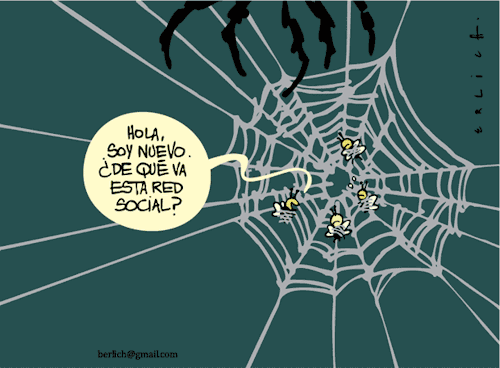 HOLA,
SOY NUEVO.
¿DE QUÉ VA
ESTA RED
SOCIAL?
ERLICH.
berlich@gmail.com